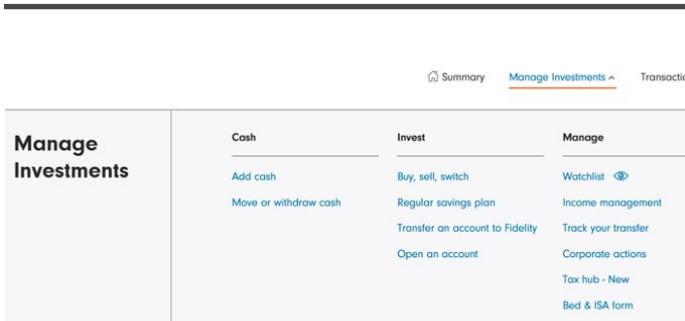 Summary Manage Investments Transactio
Manage
Investments
Cash
Add cash
Move or withdraw cash
Invest
Buy, sell, switch
Regular savings plan
Transfer an account to Fidelity
Open an account
Manage
Watchlist
Income management
Track your transfer
Corporate actions
Tax hub - New
Bed & ISA form